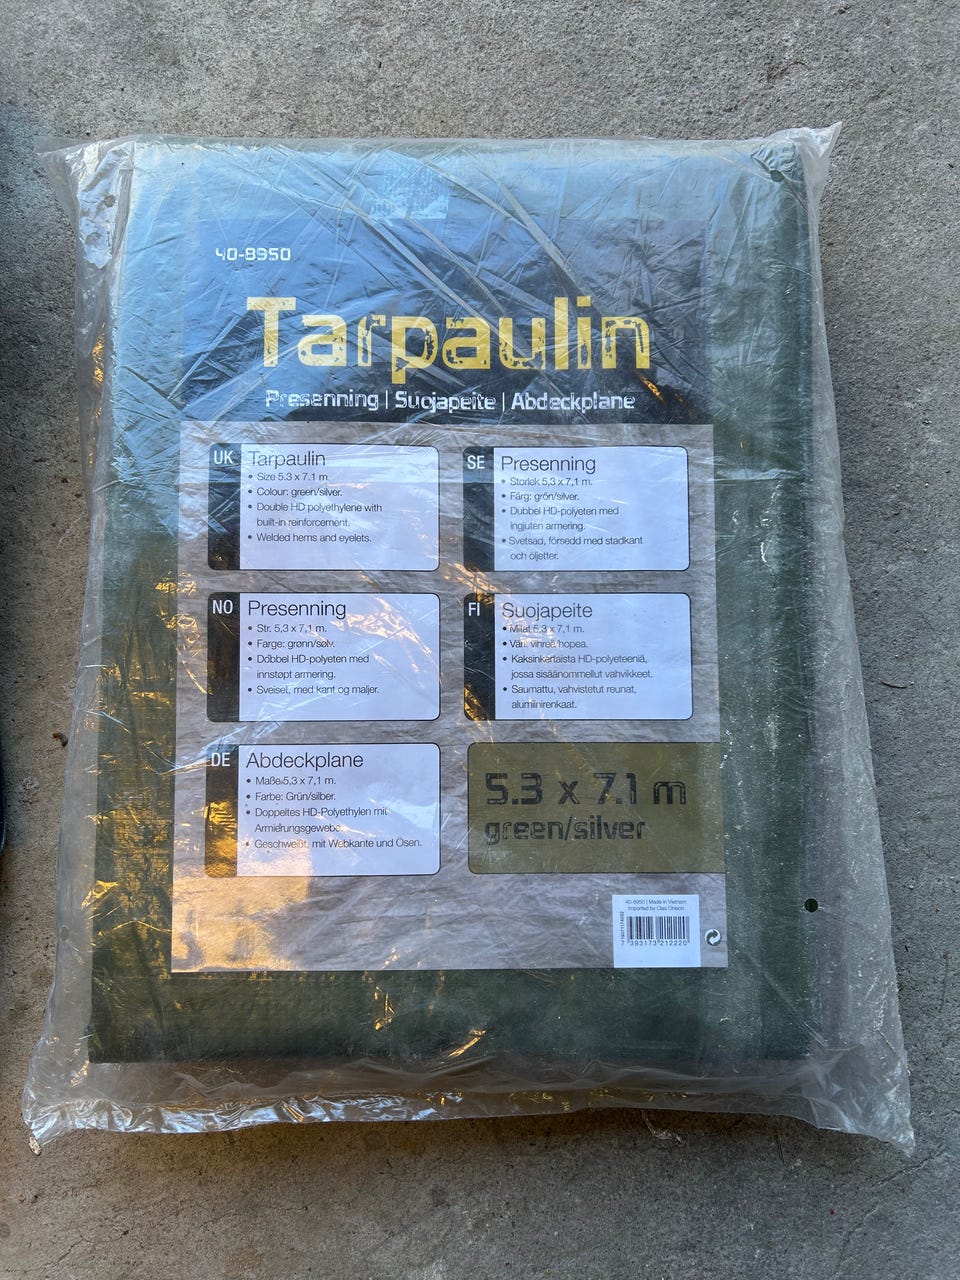 40-8950
Tarpaulin
Presenning | Suojapeite | Abdeckplane
UK
Tarpaulin
• Size 5.3 x 7.1 m.
• Colour: green/silver.
• Double HD polyethylene with
built-in reinforcement.
• Welded hems and eyelets.
SE
Presenning
• Storlek 5,3 x 7,1 m.
• Färg: grön/silver.
• Dubbel HD-polyeten med
ingjuten armering.
• Svetsad, försedd med stadkant
och öljetter.
NO
Presenning
• Str. 5,3 x 7,1 m.
• Farge: grønn/sølv.
• Dobbel HD-polyeten med
innstøpt armering.
• Sveiset, med kant og maljer.
FI
Suojapeite
• Mitat 5,3 x 7,1 m.
• Väri: vihreä/hopea.
• Kaksinkertaista HD-polyeteeniä,
jossa sisäänommellut vahvikkeet.
• Saumattu, vahvistetut reunat,
alumiinirenkaat.
DE
Abdeckplane
• Maße 5,3 x 7,1 m.
• Farbe: Grün/silber.
• Doppeltes HD-Polyethylen mit
Armierungsgewebe.
• Geschweißt, mit Webkante und Ösen.
5.3 x 7.1 m
green/silver
40-8950 | Made in Vietnam
Imported by Clas Ohlson
7 393173 212220